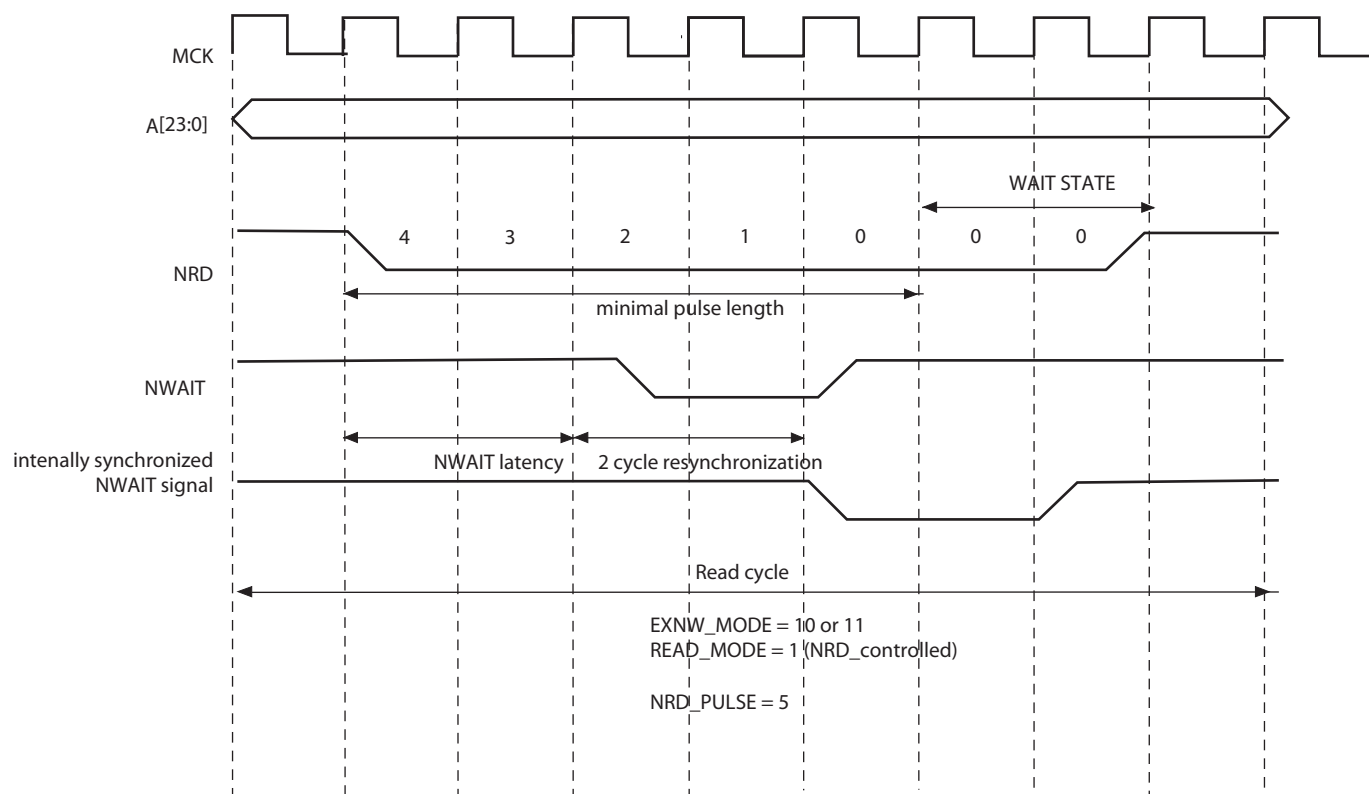 MCK
A[23:0]
WAIT STATE
4 3 2 1 0 0 0
NRD
minimal pulse length
NWAIT
intenally synchronized
NWAIT signal
NWAIT latency 2 cycle resynchronization
Read cycle
EXNW_MODE = 10 or 11
READ_MODE = 1 (NRD_controlled)
NRD_PULSE = 5